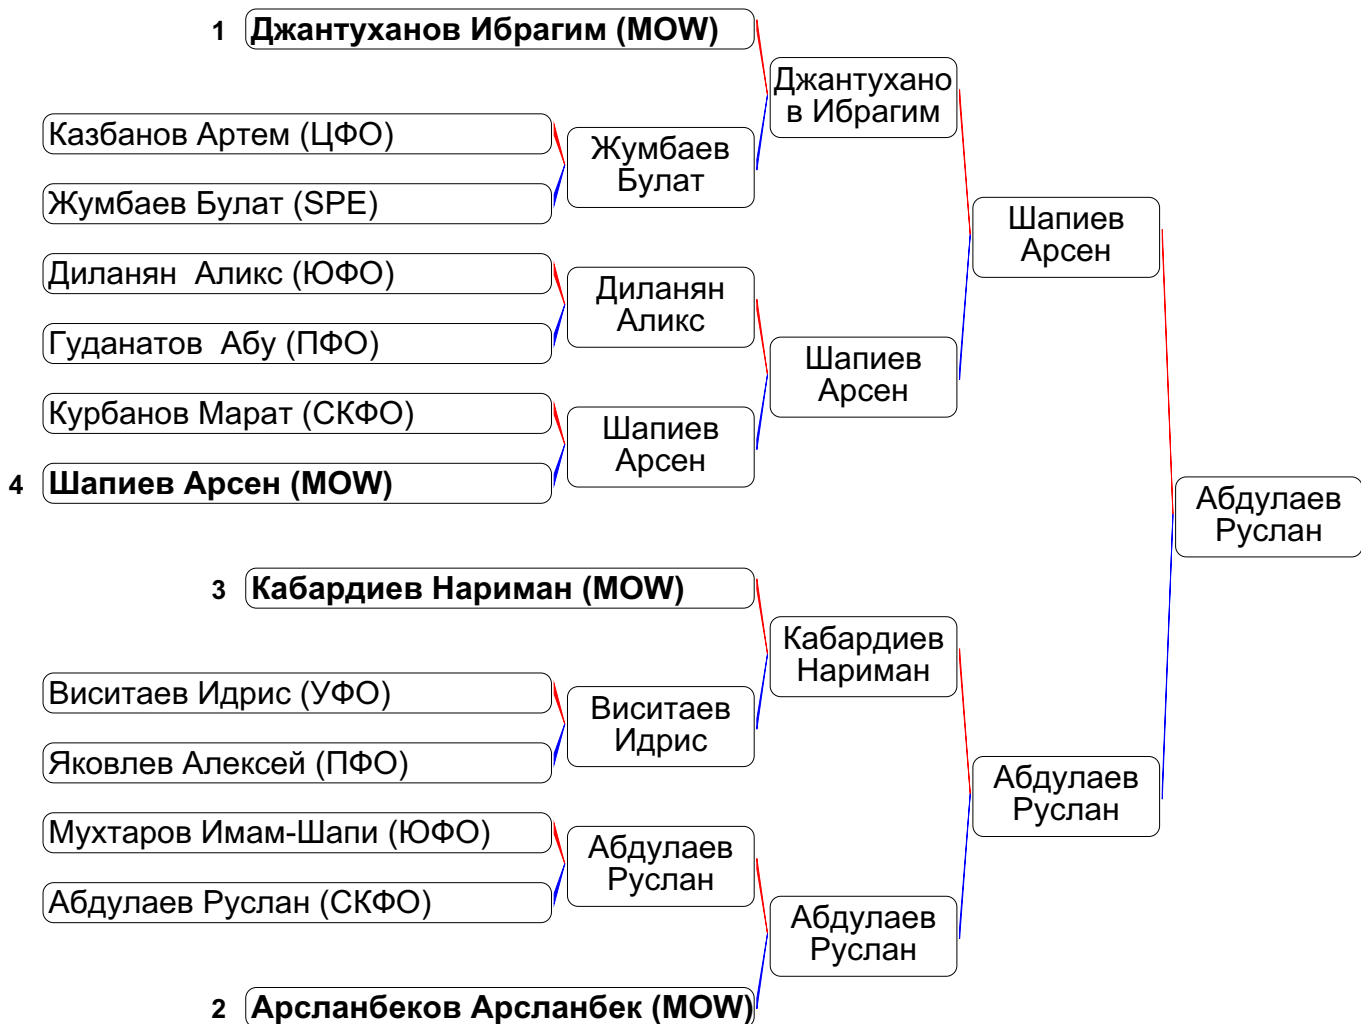 1 Джантуханов Ибрагим (MOW)
Джантухано
в Ибрагим
Казбанов Артем (ЦФО)
Жумбаев
Булат
Жумбаев Булат (SPE)
Шапиев
Арсен
Диланян  Аликс (ЮФО)
Диланян
Аликс
Гуданатов  Абу (ПФО)
Шапиев
Арсен
Курбанов Марат (СКФО)
Шапиев
Арсен
4 Шапиев Арсен (MOW)
Абдулаев
Руслан
3 Кабардиев Нариман (MOW)
Кабардиев
Нариман
Виситаев Идрис (УФО)
Виситаев
Идрис
Яковлев Алексей (ПФО)
Абдулаев
Руслан
Мухтаров Имам-Шапи (ЮФО)
Абдулаев
Руслан
Абдулаев Руслан (СКФО)
Абдулаев
Руслан
2 Арсланбеков Арсланбек (MOW)